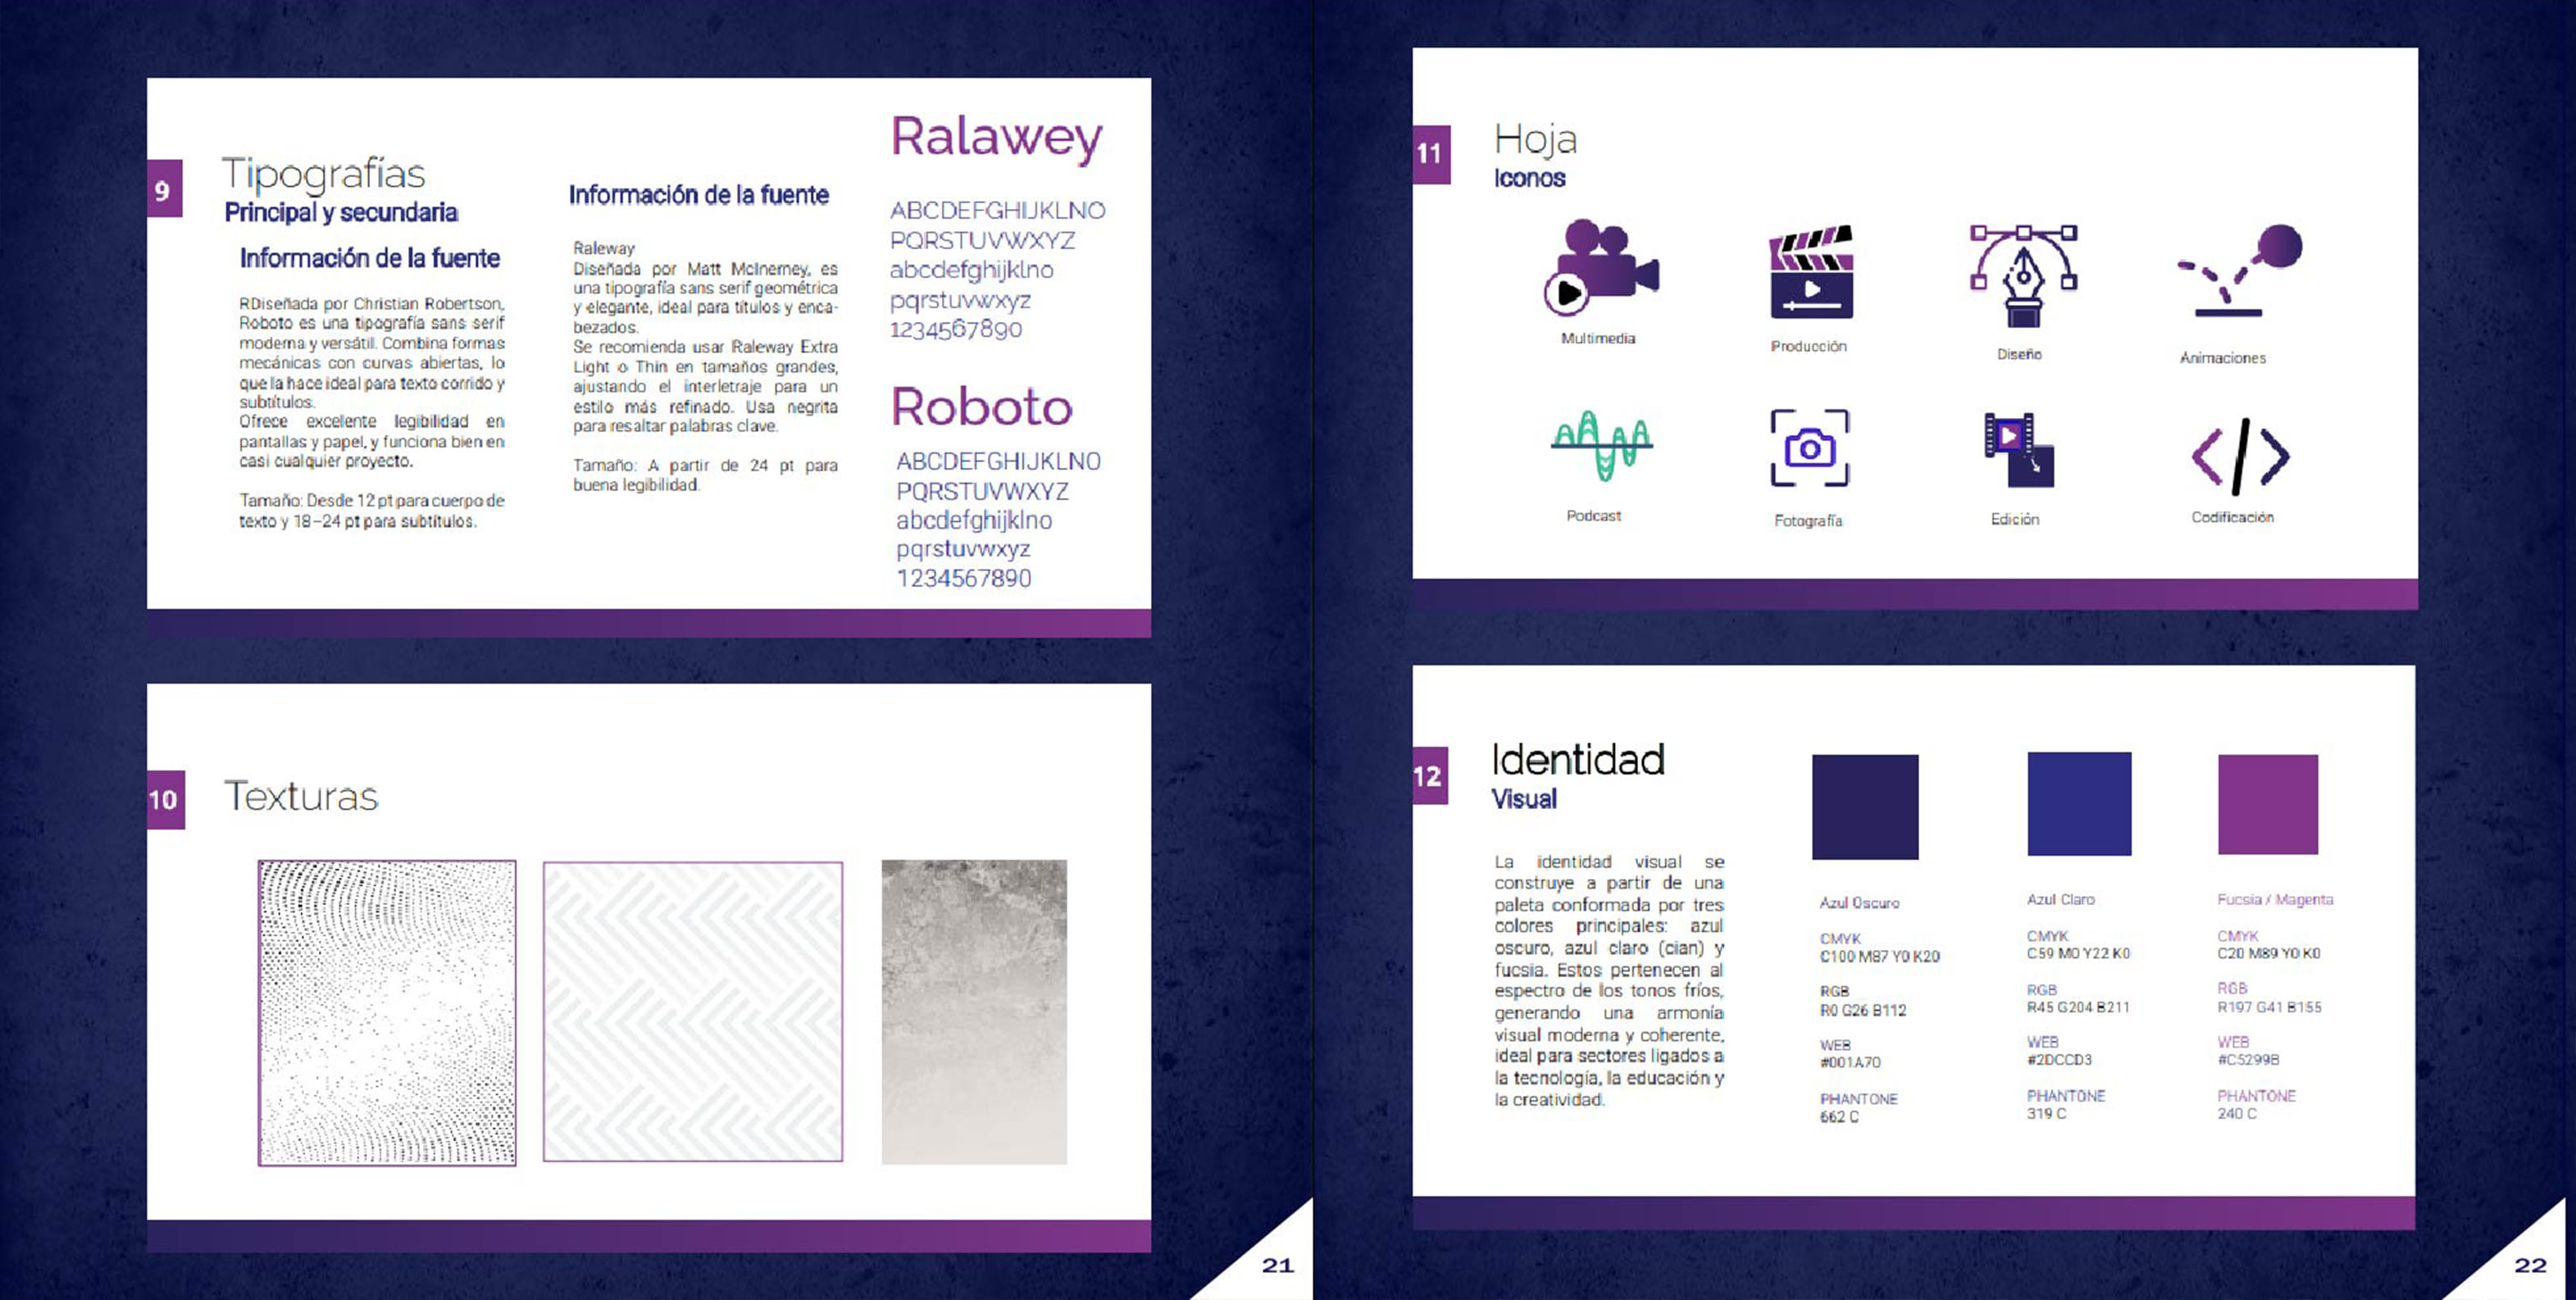 9
Tipografías
Principal y secundaria
Información de la fuente
RDiseñada por Christian Robertson,
Roboto es una tipografía sans serif
moderna y versátil. Combina formas
mecánicas con curvas abiertas, lo
que la hace ideal para texto corrido y
subtítulos.
Ofrece excelente legibilidad en
pantallas y papel, y funciona bien en
casi cualquier proyecto.
Tamaño: Desde 12 pt para cuerpo de
texto y 18–24 pt para subtítulos.
Información de la fuente
Raleway
Diseñada por Matt McInerney, es
una tipografía sans serif geométrica
y elegante, ideal para títulos y enca-
bezados.
Se recomienda usar Raleway Extra
Light o Thin en tamaños grandes,
ajustando el interletraje para un
estilo más refinado. Usa negrita
para resaltar palabras clave.
Tamaño: A partir de 24 pt para
buena legibilidad.
Ralawey
ABCDEFGHIJKLNO
PQRSTUVWXYZ
abcdefghijklno
pqrstuvwxyz
1234567890
Roboto
ABCDEFGHIJKLNO
PQRSTUVWXYZ
abcdefghijklno
pqrstuvwxyz
1234567890
10
Texturas
21
11
Hoja
Iconos
Multimedia
Producción
Diseño
Animaciones
Podcast
Fotografía
Edición
Codificación
12
Identidad
Visual
La identidad visual se
construye a partir de una
paleta conformada por tres
colores principales: azul
oscuro, azul claro (cian) y
fucsia. Estos pertenecen al
espectro de los tonos fríos,
generando una armonía
visual moderna y coherente,
ideal para sectores ligados a
la tecnología, la educación y
la creatividad.
Azul Oscuro
CMYK
C100 M87 Y0 K20
RGB
R0 G26 B112
WEB
#001A70
PHANTONE
662 C
Azul Claro
CMYK
C59 M0 Y22 K0
RGB
R45 G204 B211
WEB
#2DCCD3
PHANTONE
319 C
Fucsia / Magenta
CMYK
C20 M89 Y0 K0
RGB
R197 G41 B155
WEB
#C5299B
PHANTONE
240 C
22